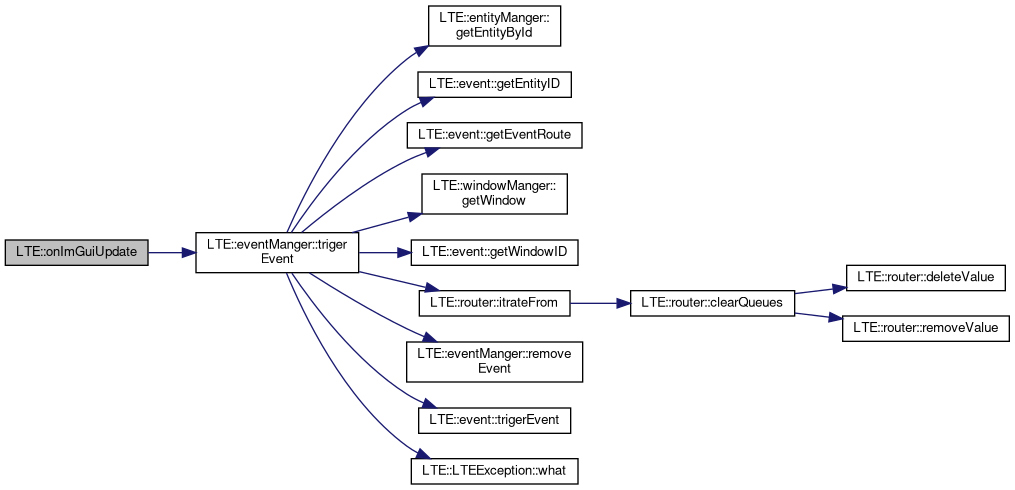 LTE::onImGuiUpdate
LTE::eventManger::triger
Event
LTE::entityManger::
getEntityById
LTE::event::getEntityID
LTE::event::getEventRoute
LTE::windowManger::
getWindow
LTE::event::getWindowID
LTE::router::itrateFrom
LTE::eventManger::remove
Event
LTE::event::trigerEvent
LTE::LTEException::what
LTE::router::clearQueues
LTE::router::deleteValue
LTE::router::removeValue